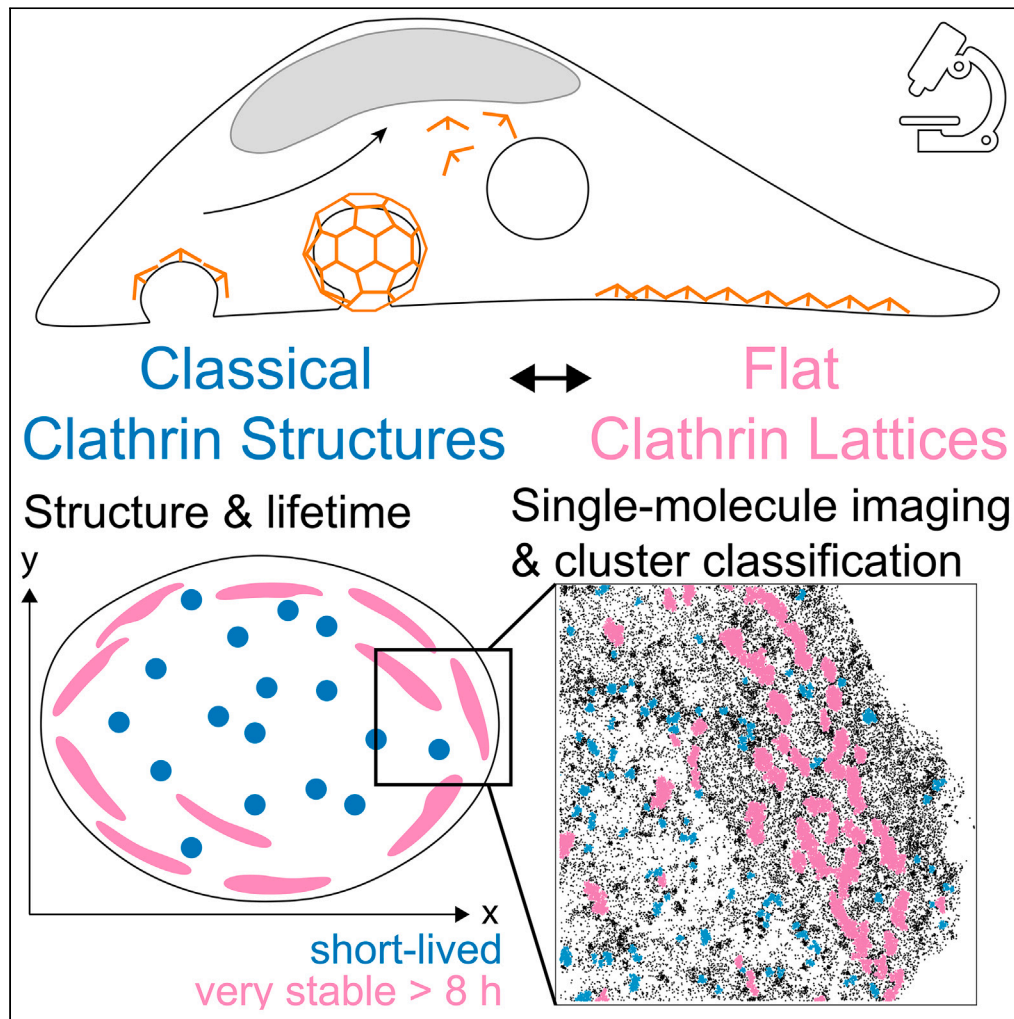 Classical
Clathrin Structures
Flat
Clathrin Lattices
Structure & lifetime
y
x
short-lived
very stable > 8 h
Single-molecule imaging
& cluster classification